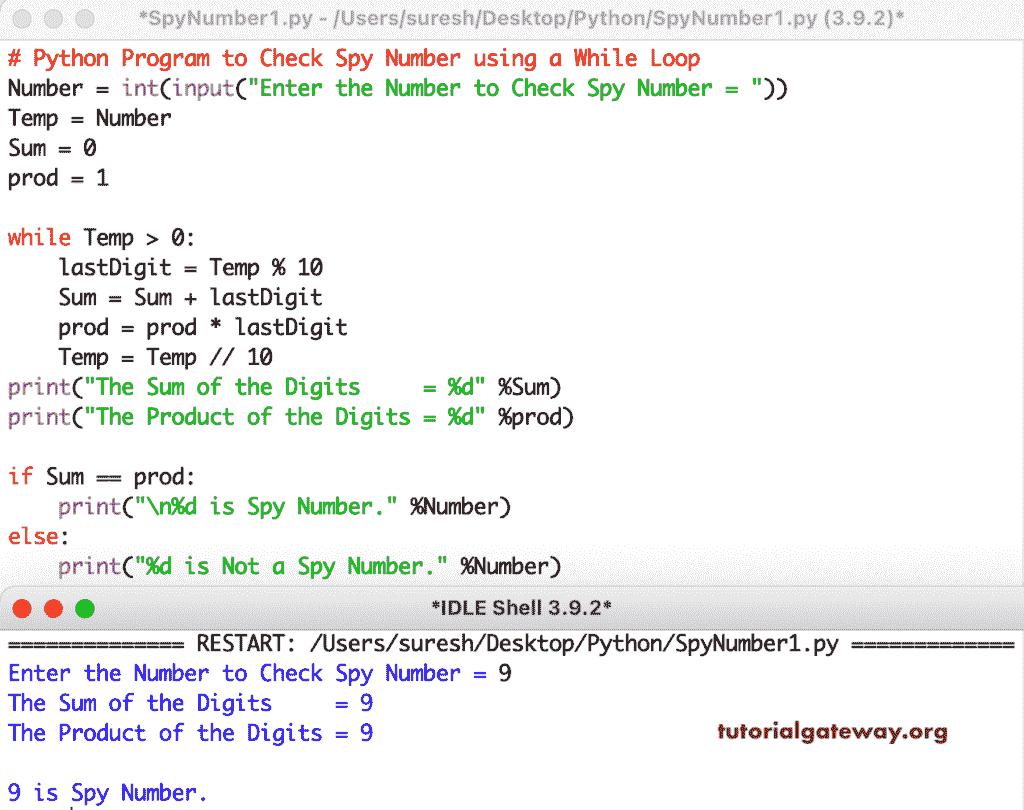 *SpyNumber1.py - /Users/suresh/Desktop/Python/SpyNumber1.py (3.9.2)*
# Python Program to Check Spy Number using a While Loop
Number = int(input("Enter the Number to Check Spy Number = "))
Temp = Number
Sum = 0
prod = 1
while Temp > 0:
    lastDigit = Temp % 10
    Sum = Sum + lastDigit
    prod = prod * lastDigit
    Temp = Temp // 10
print("The Sum of the Digits     = %d" %Sum)
print("The Product of the Digits = %d" %prod)
if Sum == prod:
    print("\n%d is Spy Number." %Number)
else:
    print("%d is Not a Spy Number." %Number)
*IDLE Shell 3.9.2*
============== RESTART: /Users/suresh/Desktop/Python/SpyNumber1.py =============
Enter the Number to Check Spy Number = 9
The Sum of the Digits     = 9
The Product of the Digits = 9
tutorialgateway.org
9 is Spy Number.